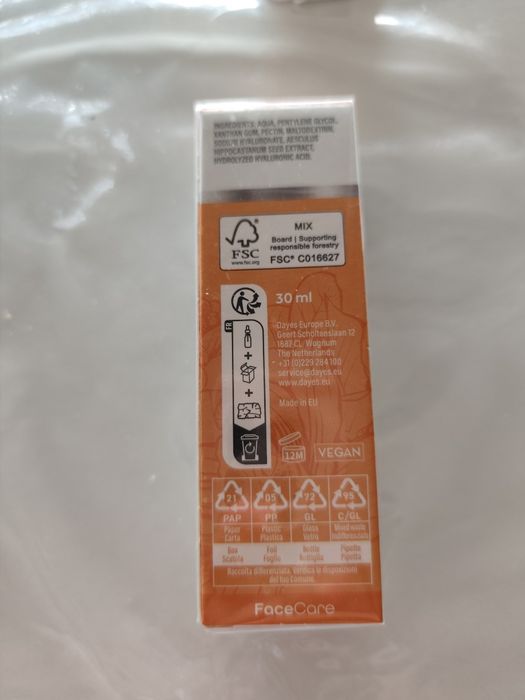 INGREDIENTS: AQUA, PENTYLENE GLYCOL,
XANTHAN GUM, PECTIN, MALTODEXTRIN,
SODIUM HYALURONATE, AESCULUS
HIPPOCASTANUM SEED EXTRACT,
HYDROLYZED HYALURONIC ACID.
FSC
www.fsc.org
MIX
Board | Supporting
responsible forestry
FSC® C016627
30 ml
FR
+
+
Dayes Europe B.V.
Geert Scholtenslaan 12
1687 CL Wognum
The Netherlands
+31 (0)229 284 100
service@dayes.eu
www.dayes.eu
Made in EU
12M
VEGAN
21 05 72 95
PAP PP GL C/GL
Paper Plastic Glass Mixed waste
Carta Plastica Vetro Indifferenziata
Box Foil Bottle Pipette
Scatola Foglio Bottiglia Pipetta
Raccolta differenziata. Verifica le disposizioni
del tuo Comune.
FaceCare